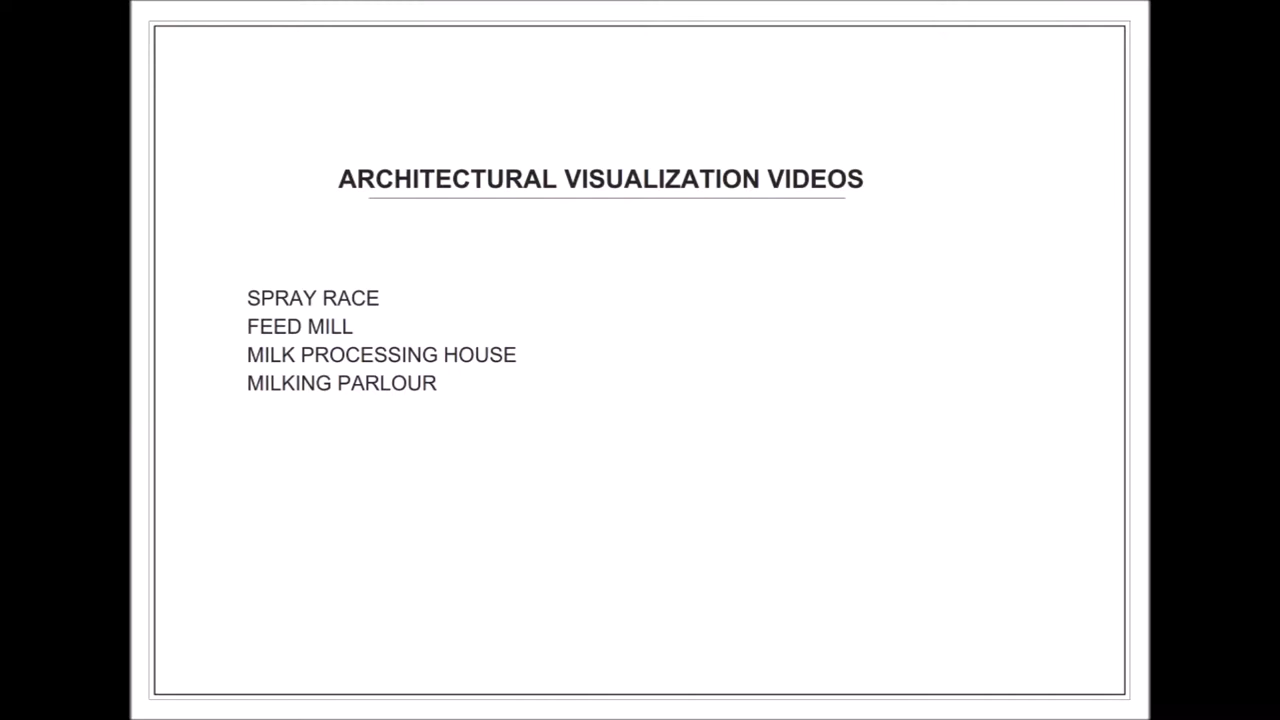 ARCHITECTURAL VISUALIZATION VIDEOS
SPRAY RACE
FEED MILL
MILK PROCESSING HOUSE
MILKING PARLOUR